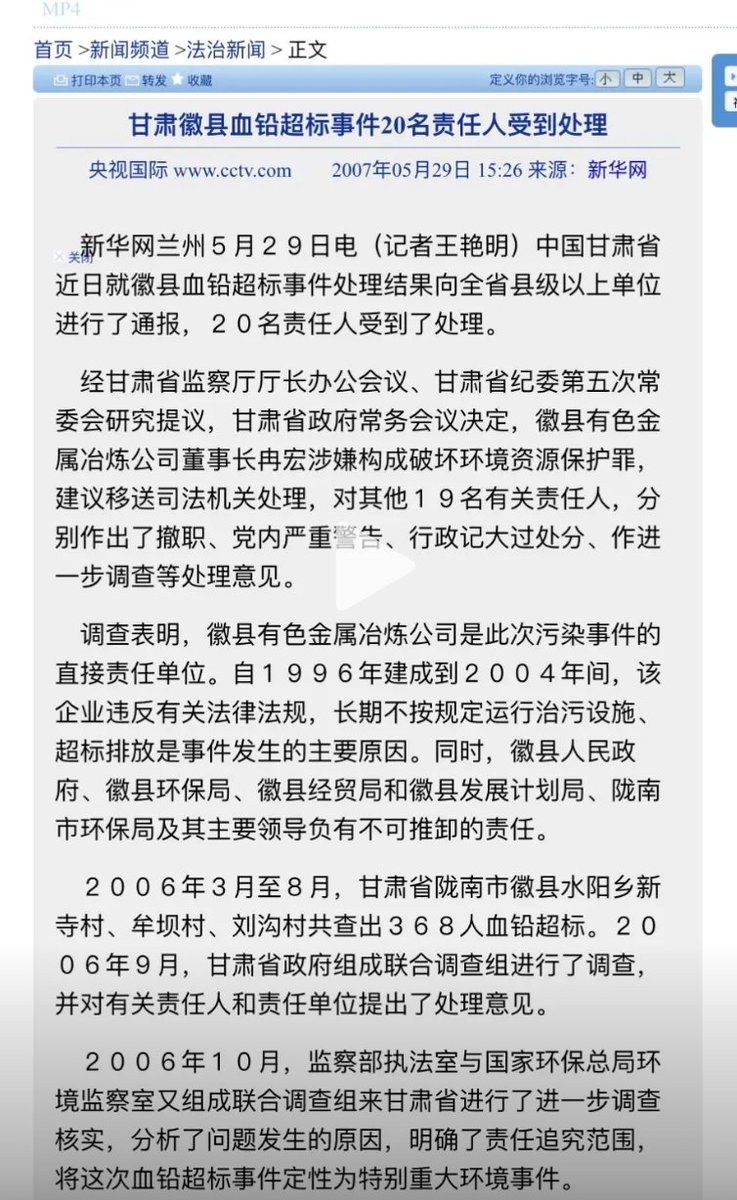 MP4
首页 >新闻频道 >法治新闻 > 正文
打印本页 转发 收藏 定义你的浏览字号: 小 中 大
甘肃徽县血铅超标事件20名责任人受到处理
央视国际 www.cctv.com 2007年05月29日 15:26 来源：新华网
关闭
新华网兰州５月２９日电（记者王艳明）中国甘肃省
近日就徽县血铅超标事件处理结果向全省县级以上单位
进行了通报，２０名责任人受到了处理。
经甘肃省监察厅厅长办公会议、甘肃省纪委第五次常
委会研究提议，甘肃省政府常务会议决定，徽县有色金
属冶炼公司董事长冉宏涉嫌构成破坏环境资源保护罪，
建议移送司法机关处理，对其他１９名有关责任人，分
别作出了撤职、党内严重警告、行政记大过处分、作进
一步调查等处理意见。
调查表明，徽县有色金属冶炼公司是此次污染事件的
直接责任单位。自１９９６年建成到２００４年间，该
企业违反有关法律法规，长期不按规定运行治污设施、
超标排放是事件发生的主要原因。同时，徽县人民政
府、徽县环保局、徽县经贸局和徽县发展计划局、陇南
市环保局及其主要领导负有不可推卸的责任。
２００６年３月至８月，甘肃省陇南市徽县水阳乡新
寺村、牟坝村、刘沟村共查出３６８人血铅超标。２０
０６年９月，甘肃省政府组成联合调查组进行了调查，
并对有关责任人和责任单位提出了处理意见。
２００６年１０月，监察部执法室与国家环保总局环
境监察室又组成联合调查组来甘肃省进行了进一步调查
核实，分析了问题发生的原因，明确了责任追究范围，
将这次血铅超标事件定性为特别重大环境事件。